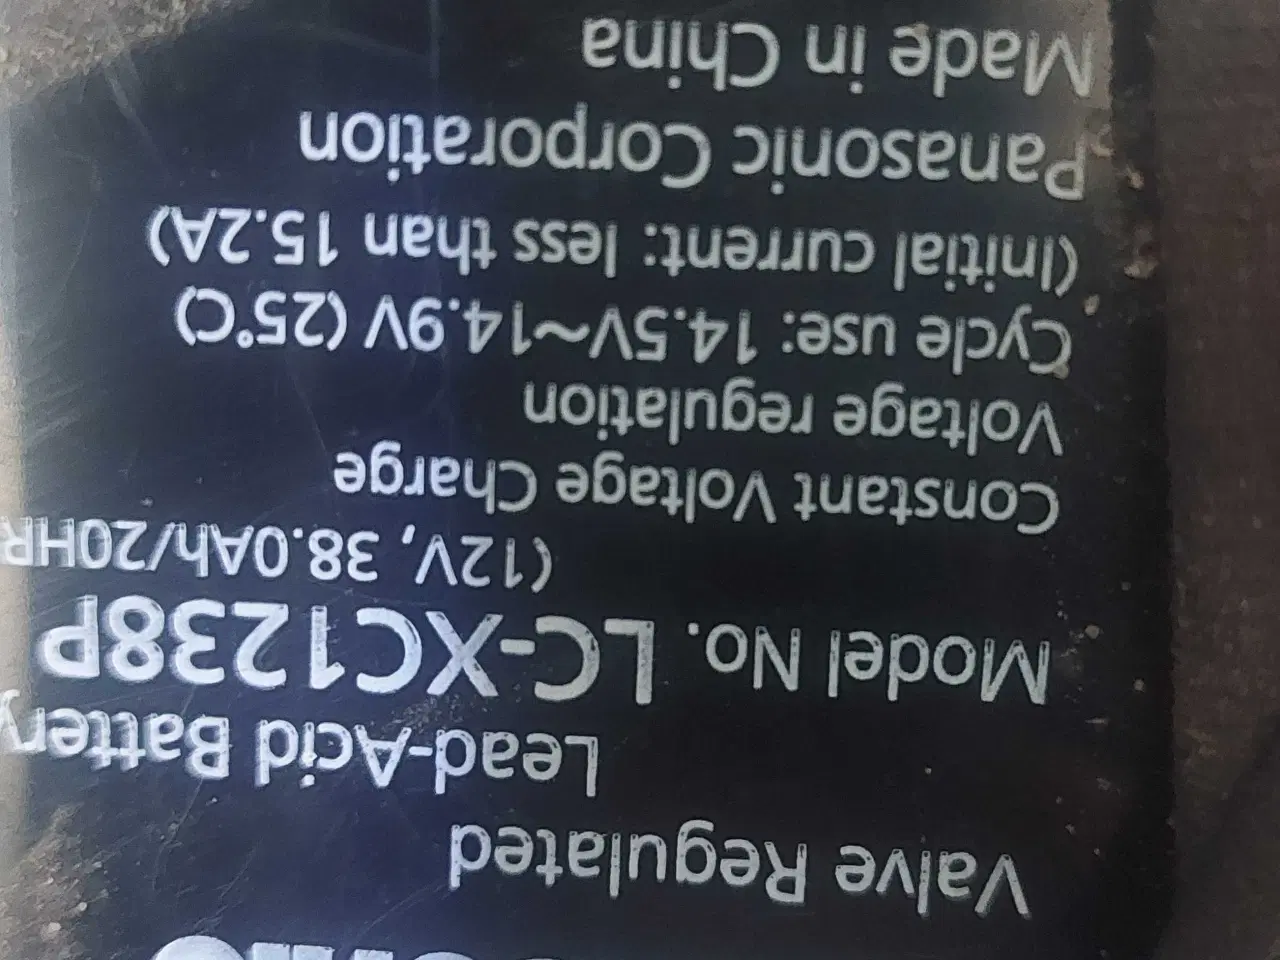 Valve Regulated
Lead-Acid Battery
Model No. LC-XC1238P
(12V, 38.0Ah/20HR
Constant Voltage Charge
Voltage regulation
Cycle use: 14.5V~14.9V (25°C)
(Initial current: less than 15.2A)
Panasonic Corporation
Made in China